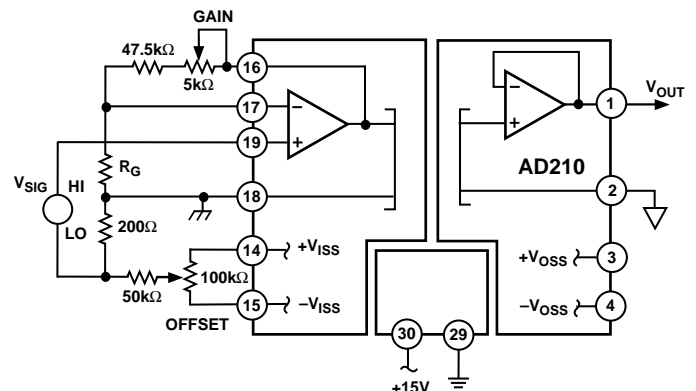 GAIN
47.5kΩ
5kΩ
16
17
19
18
14
15
R_G
V_SIG
HI
LO
200Ω
50kΩ
100kΩ
OFFSET
+V_ISS
–V_ISS
–
+
–
+
AD210
1
V_OUT
2
3
+V_OSS
4
–V_OSS
30
29
+15V